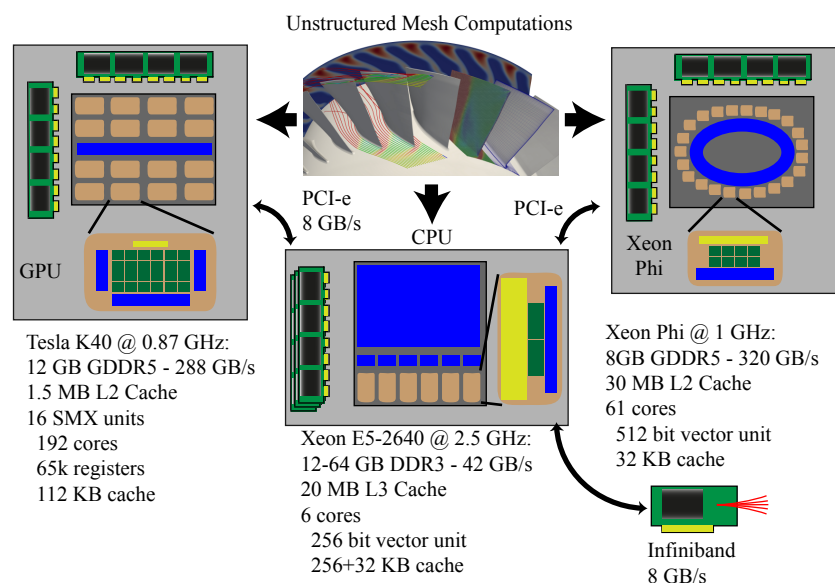 Unstructured Mesh Computations
PCI-e
8 GB/s
PCI-e
CPU
GPU
Xeon
Phi
Tesla K40 @ 0.87 GHz:
12 GB GDDR5 - 288 GB/s
1.5 MB L2 Cache
16 SMX units
192 cores
65k registers
112 KB cache
Xeon E5-2640 @ 2.5 GHz:
12-64 GB DDR3 - 42 GB/s
20 MB L3 Cache
6 cores
256 bit vector unit
256+32 KB cache
Xeon Phi @ 1 GHz:
8GB GDDR5 - 320 GB/s
30 MB L2 Cache
61 cores
512 bit vector unit
32 KB cache
Infiniband
8 GB/s